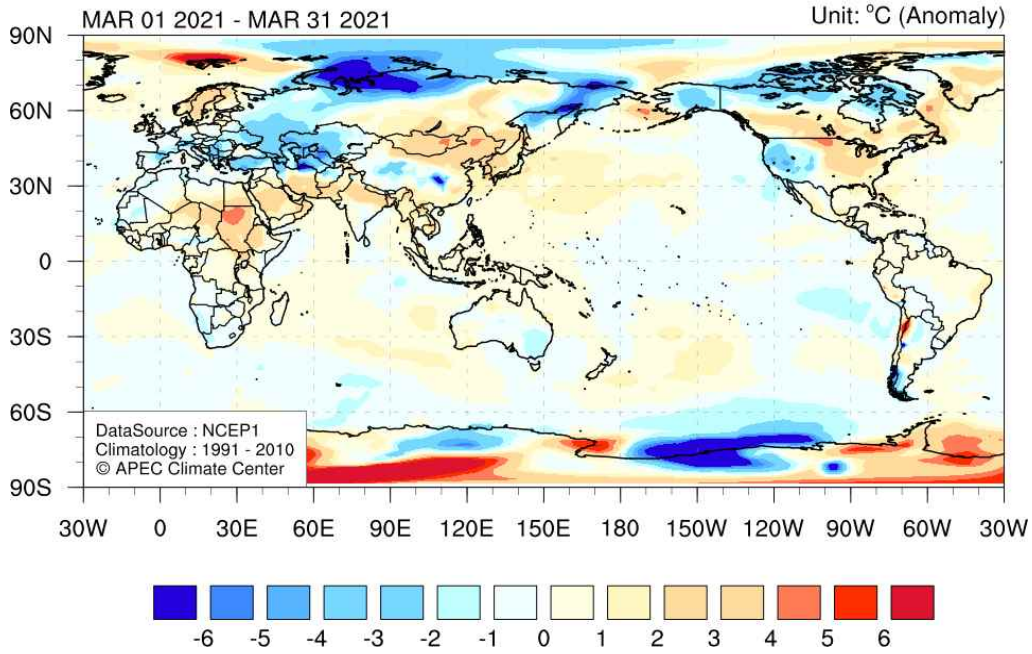 MAR 01 2021 - MAR 31 2021
Unit: °C (Anomaly)
90N
60N
30N
0
30S
60S
90S
DataSource : NCEP1
Climatology : 1991 - 2010
© APEC Climate Center
30W 0 30E 60E 90E 120E 150E 180 150W 120W 90W 60W 30W
-6 -5 -4 -3 -2 -1 0 1 2 3 4 5 6